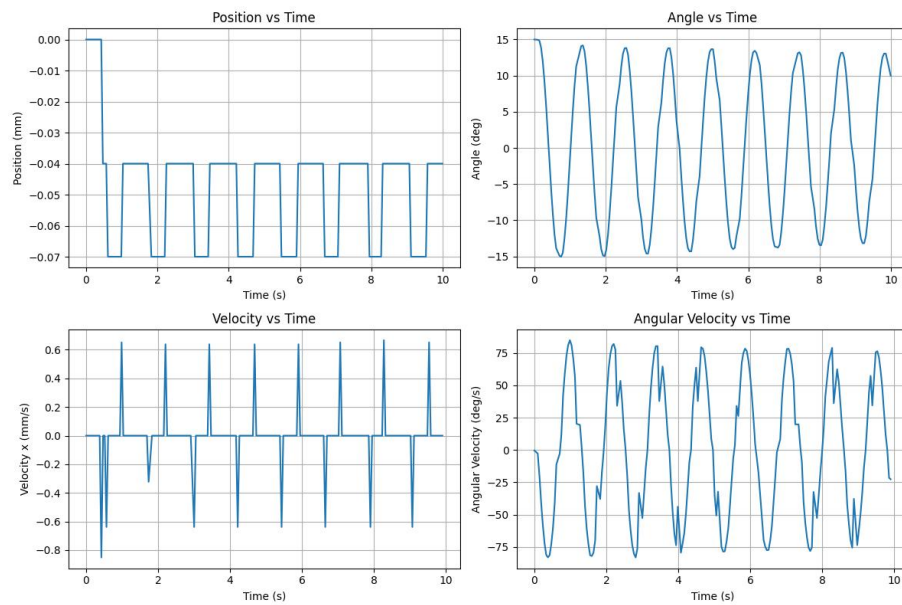 Position vs Time
0.00
−0.01
−0.02
−0.03
−0.04
−0.05
−0.06
−0.07
Position (mm)
0 2 4 6 8 10
Time (s)
Angle vs Time
15
10
5
0
−5
−10
−15
Angle (deg)
0 2 4 6 8 10
Time (s)
Velocity vs Time
0.6
0.4
0.2
0.0
−0.2
−0.4
−0.6
−0.8
Velocity x (mm/s)
0 2 4 6 8 10
Time (s)
Angular Velocity vs Time
75
50
25
0
−25
−50
−75
Angular Velocity (deg/s)
0 2 4 6 8 10
Time (s)